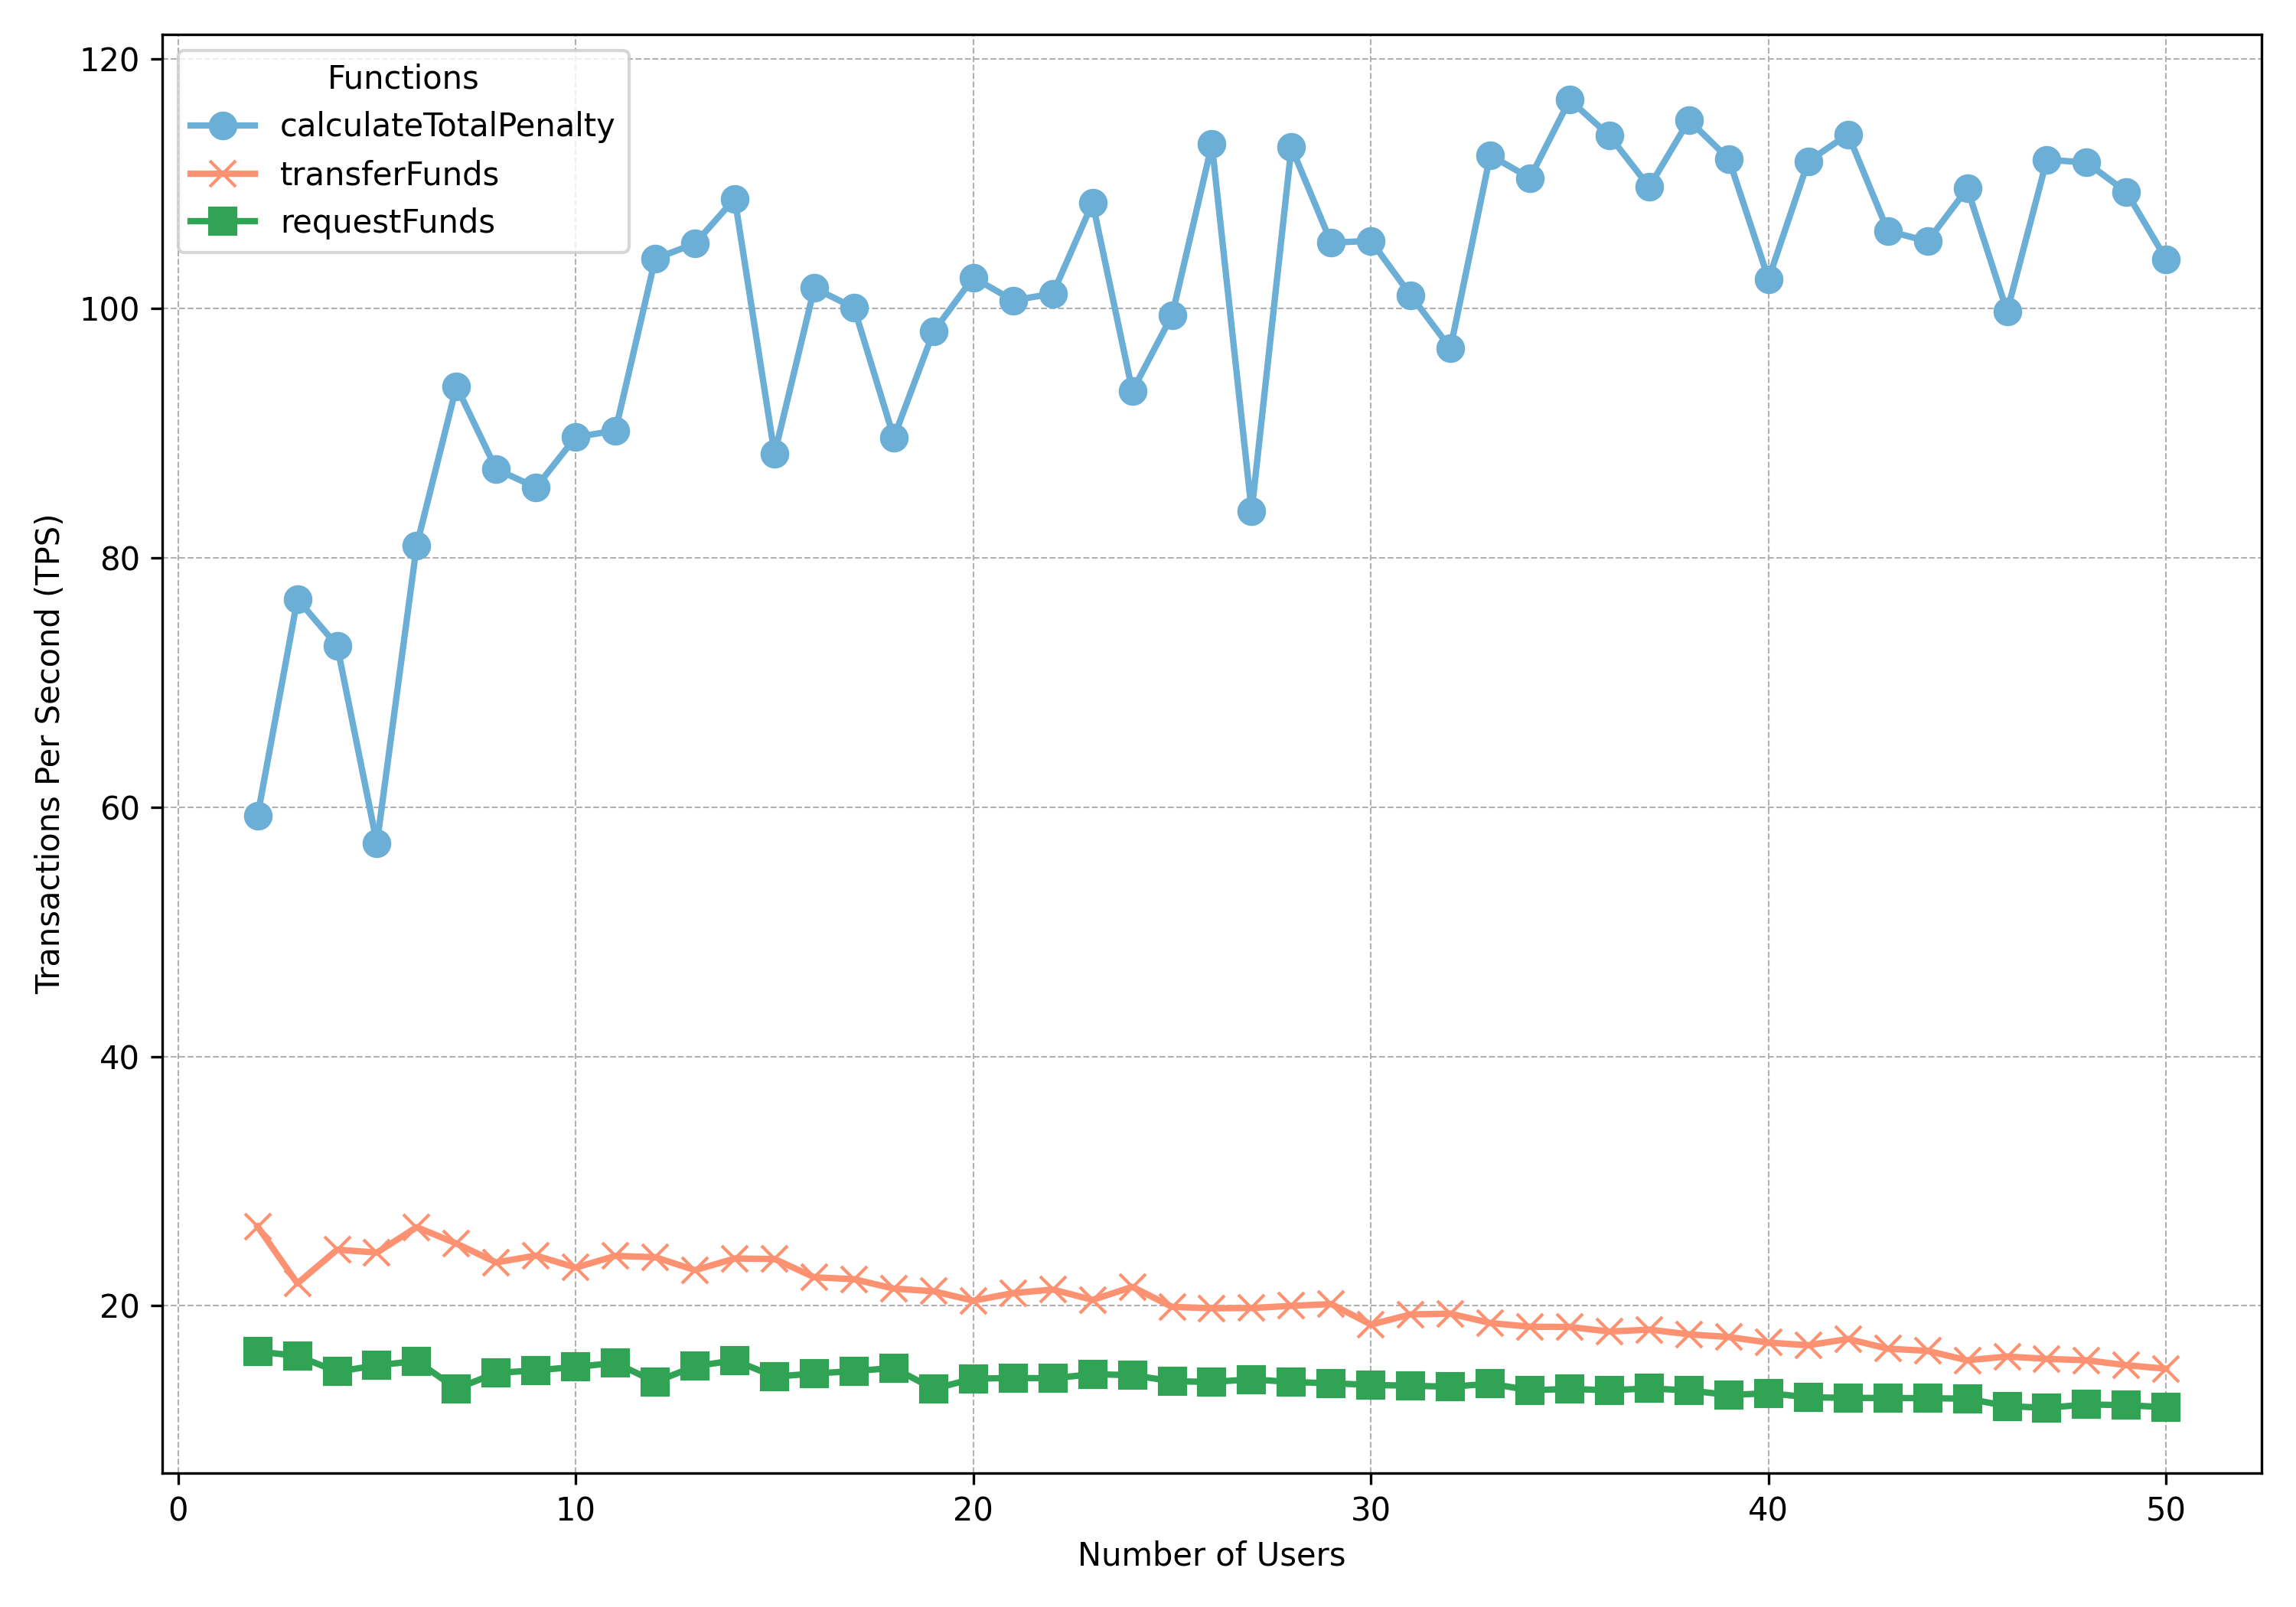 Functions
calculateTotalPenalty
transferFunds
requestFunds
120
100
80
60
40
20
Transactions Per Second (TPS)
0 10 20 30 40 50
Number of Users